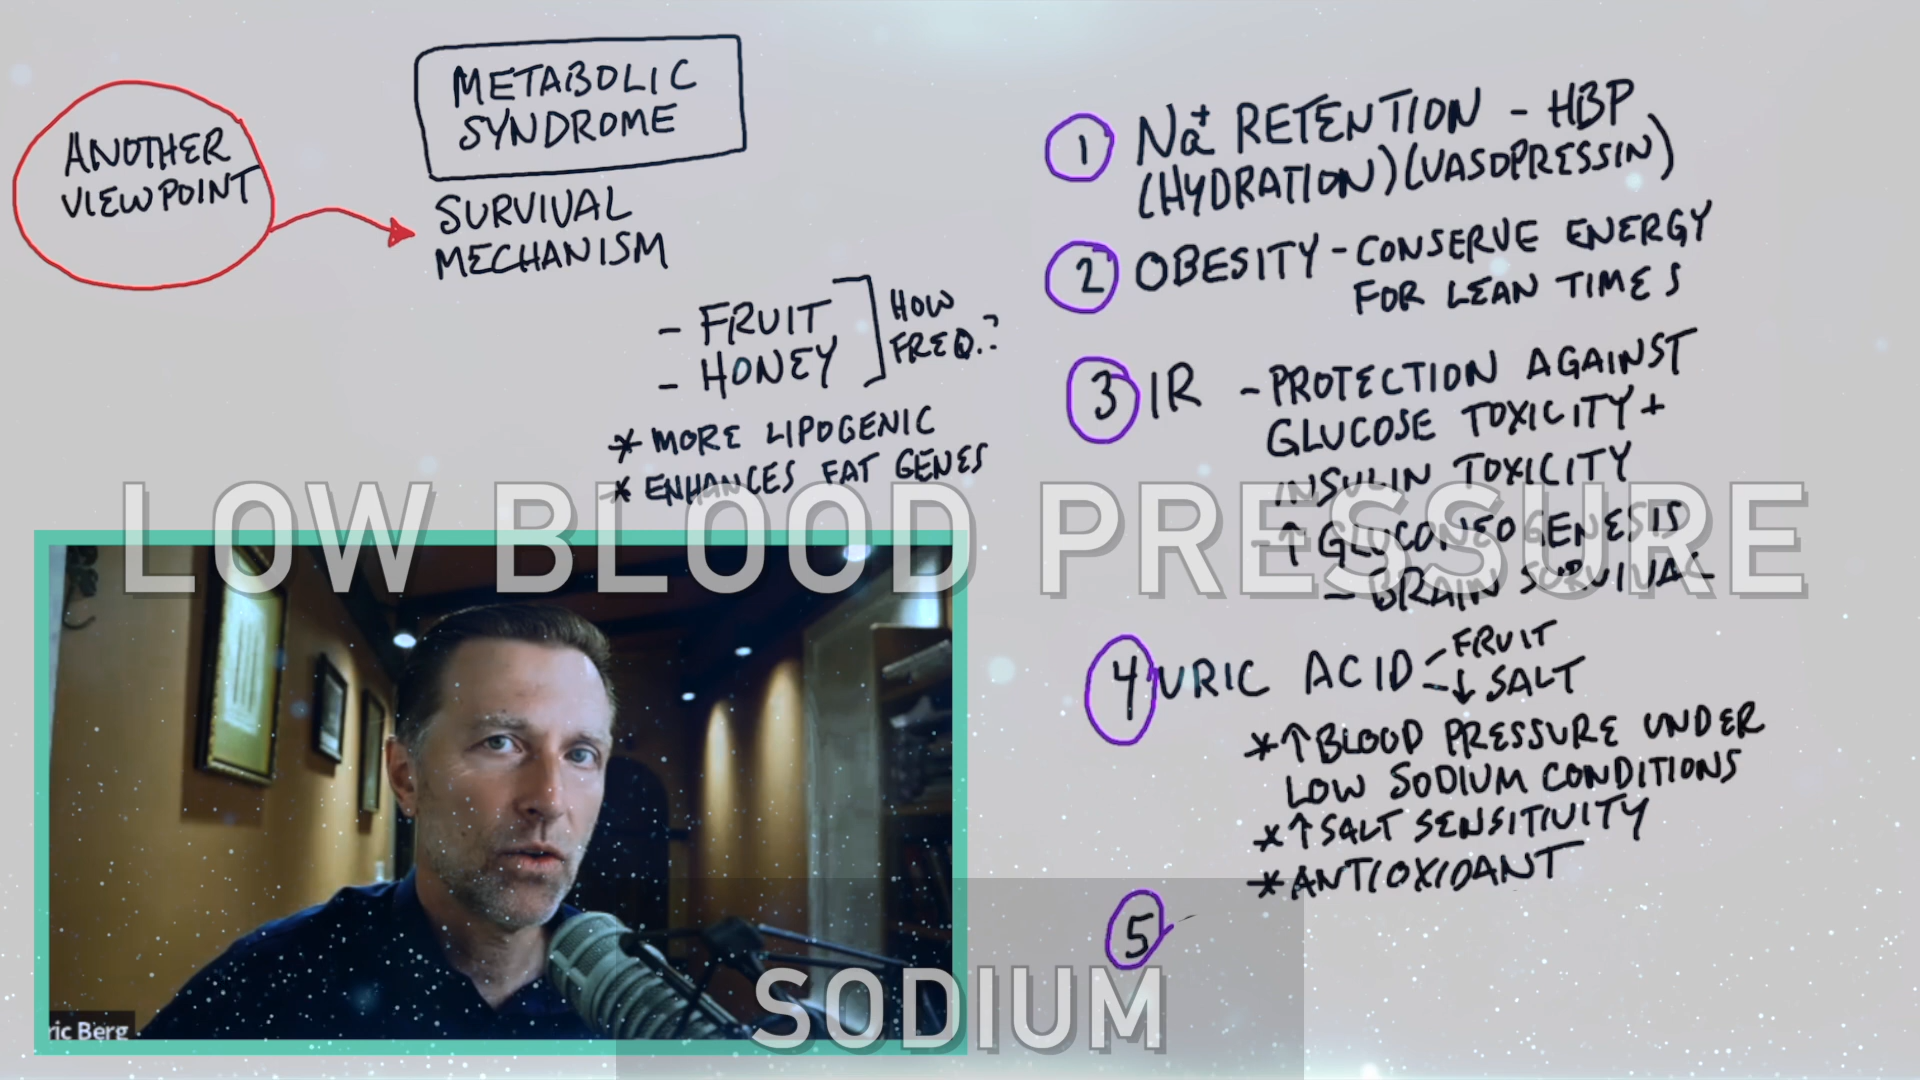 ANOTHER
VIEWPOINT
METABOLIC
SYNDROME
SURVIVAL
MECHANISM
- FRUIT
- HONEY
HOW
FREQ.?
* MORE LIPOGENIC
* ENHANCES FAT GENES
1 Na+ RETENTION - HBP
(HYDRATION) (VASOPRESSIN)
2 OBESITY - CONSERVE ENERGY
FOR LEAN TIMES
3 IR - PROTECTION AGAINST
GLUCOSE TOXICITY +
INSULIN TOXICITY
- ↑ GLUCONEOGENESIS
- BRAIN SURVIVAL
4 URIC ACID - FRUIT
- ↓ SALT
* ↑ BLOOD PRESSURE UNDER
LOW SODIUM CONDITIONS
* ↑ SALT SENSITIVITY
* ANTIOXIDANT
5
LOW BLOOD PRESSURE
SODIUM
ric Berg